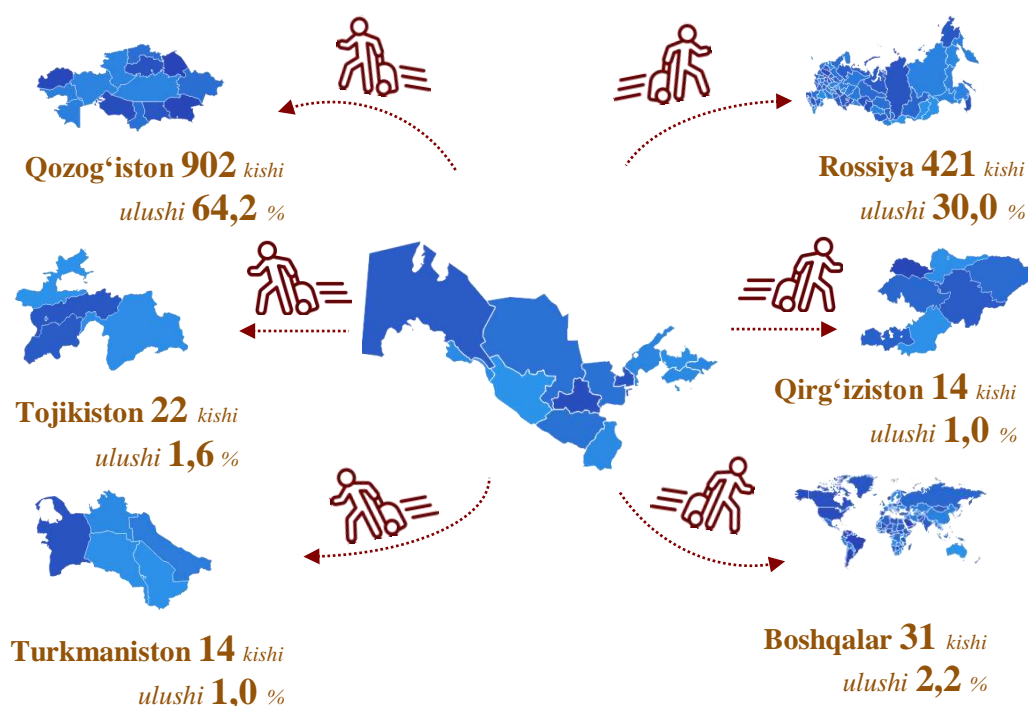 Qozog‘iston 902 kishi
ulushi 64,2 %
Rossiya 421 kishi
ulushi 30,0 %
Tojikiston 22 kishi
ulushi 1,6 %
Qirg‘iziston 14 kishi
ulushi 1,0 %
Turkmaniston 14 kishi
ulushi 1,0 %
Boshqalar 31 kishi
ulushi 2,2 %